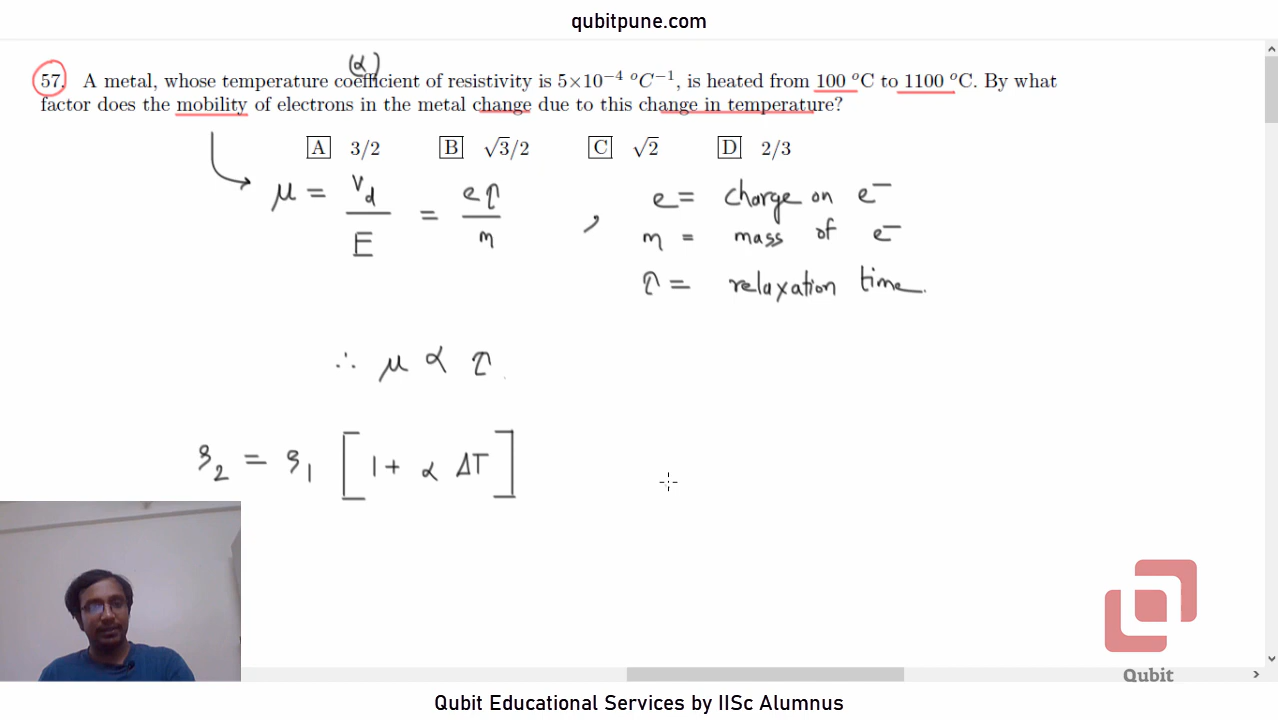 qubitpune.com
(α)
57. A metal, whose temperature coefficient of resistivity is 5×10⁻⁴ °C⁻¹, is heated from 100 °C to 1100 °C. By what
factor does the mobility of electrons in the metal change due to this change in temperature?
A 3/2 B √3/2 C √2 D 2/3
μ = v_d / E = eτ / m , e = charge on e⁻
m = mass of e⁻
τ = relaxation time.
∴ μ ∝ τ
ρ₂ = ρ₁ [1 + α ΔT]
Qubit
Qubit Educational Services by IISc Alumnus